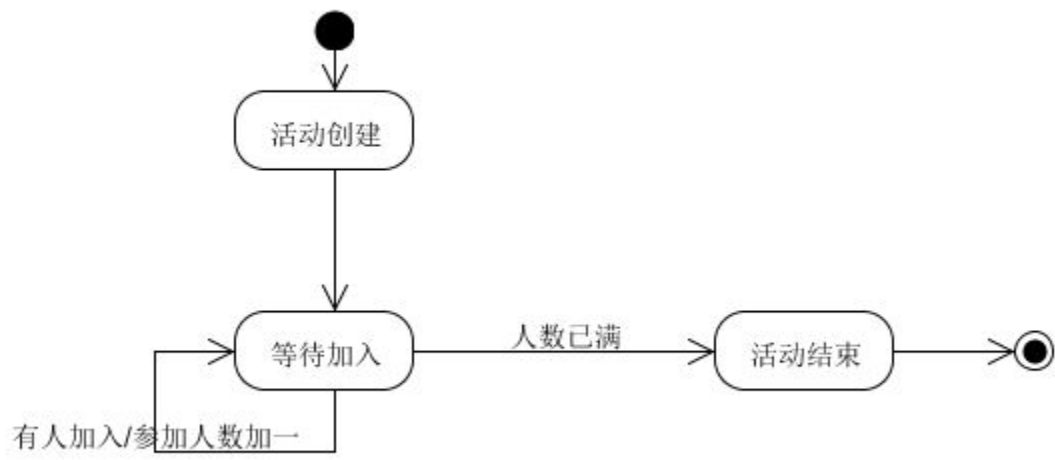 活动创建
人数已满
等待加入
活动结束
有人加入/参加人数加一